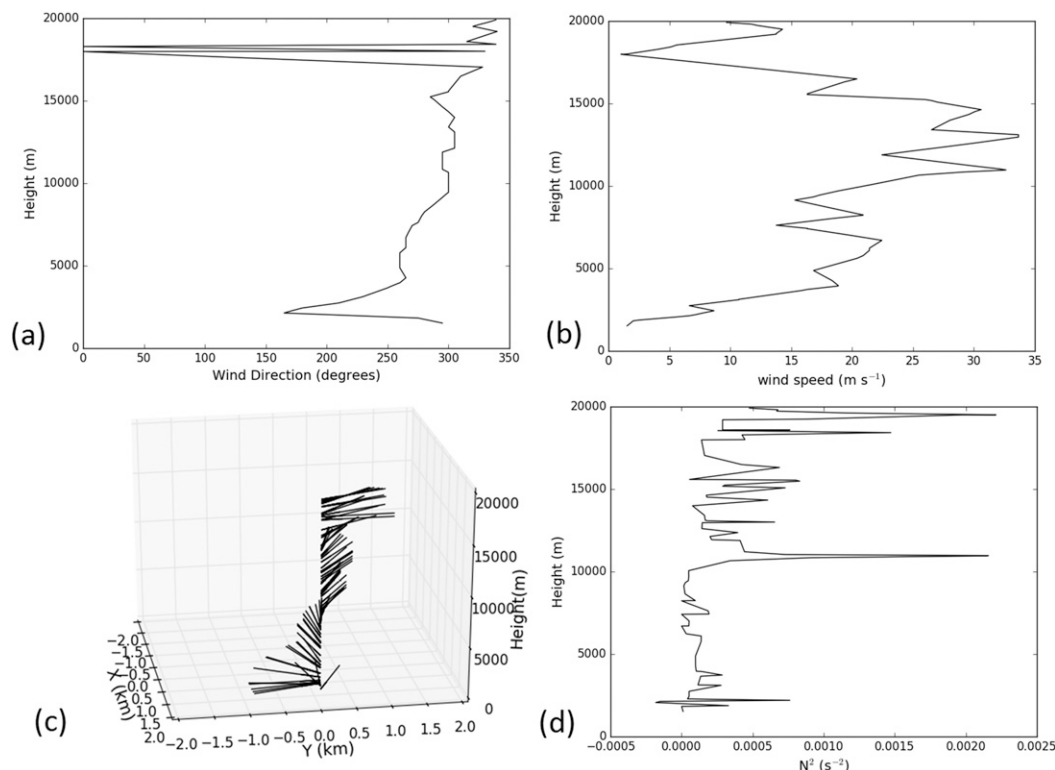 20000
15000
10000
5000
0
Height (m)
0 50 100 150 200 250 300 350
Wind Direction (degrees)
(a)
20000
15000
10000
5000
0
Height (m)
0 5 10 15 20 25 30 35
wind speed (m s⁻¹)
(b)
20000
15000
10000
5000
0
Height(m)
−2.0 −1.5 −1.0 −0.5 0.0 0.5 1.0 1.5 2.0
Y (km)
−2.0
−1.5
−1.0
−0.5
0.0
0.5
1.0
1.5
2.0
X (km)
(c)
20000
15000
10000
5000
0
Height (m)
−0.0005 0.0000 0.0005 0.0010 0.0015 0.0020 0.0025
N² (s⁻²)
(d)